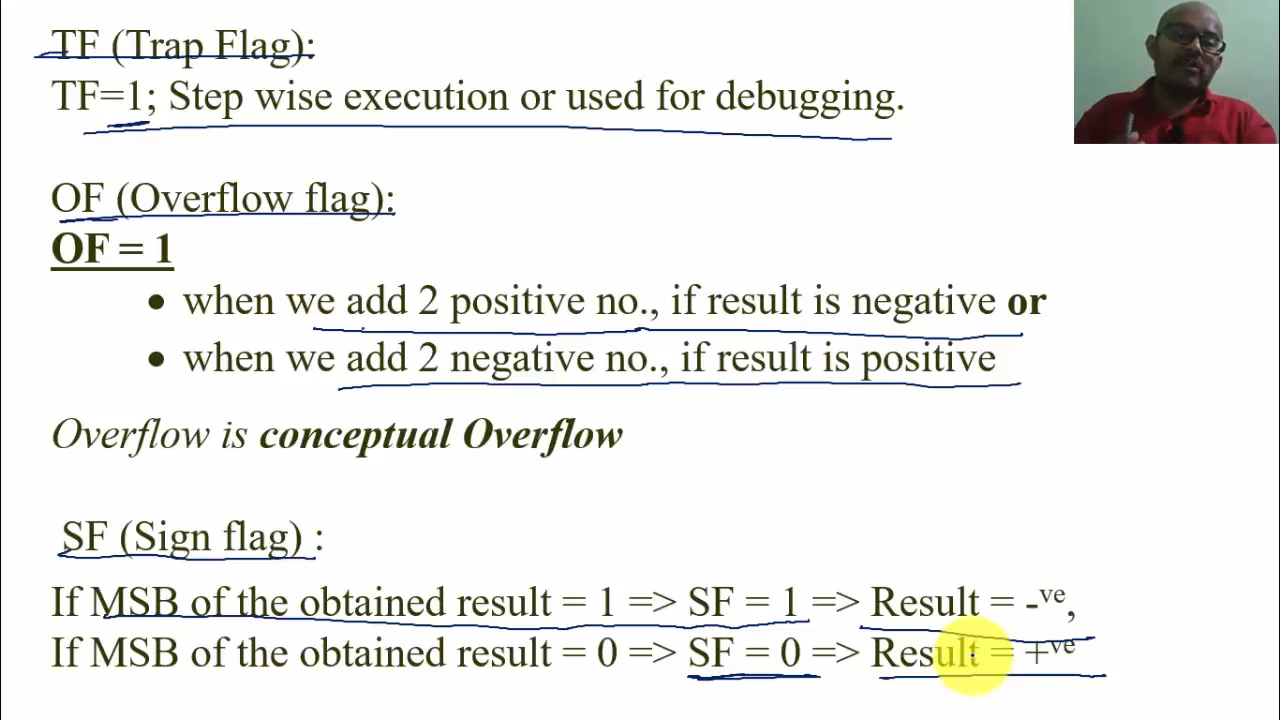 TF (Trap Flag):
TF=1; Step wise execution or used for debugging.
OF (Overflow flag):
OF = 1
• when we add 2 positive no., if result is negative or
• when we add 2 negative no., if result is positive
Overflow is conceptual Overflow
SF (Sign flag) :
If MSB of the obtained result = 1 => SF = 1 => Result = -ve,
If MSB of the obtained result = 0 => SF = 0 => Result = +ve